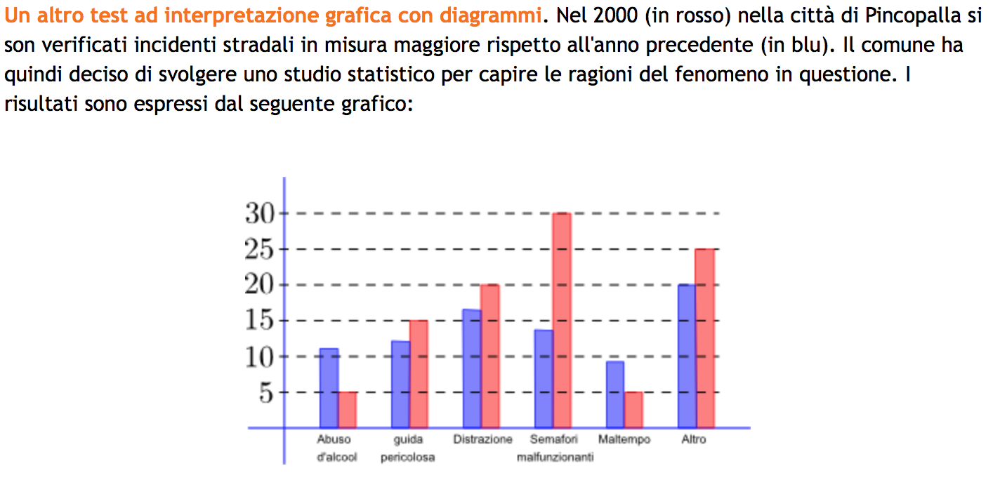 Un altro test ad interpretazione grafica con diagrammi. Nel 2000 (in rosso) nella città di Pincopalla si
son verificati incidenti stradali in misura maggiore rispetto all'anno precedente (in blu). Il comune ha
quindi deciso di svolgere uno studio statistico per capire le ragioni del fenomeno in questione. I
risultati sono espressi dal seguente grafico:
30
25
20
15
10
5
Abuso guida Distrazione Semafori Maltempo Altro
d'alcool pericolosa malfunzionanti